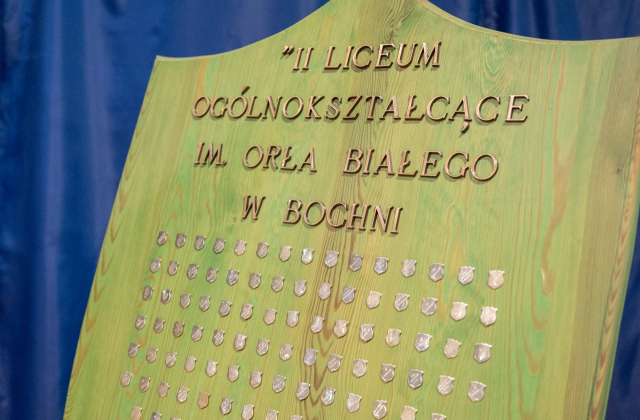 "II LICEUM
OGÓLNOKSZTAŁCĄCE
IM. ORŁA BIAŁEGO
W BOCHNI